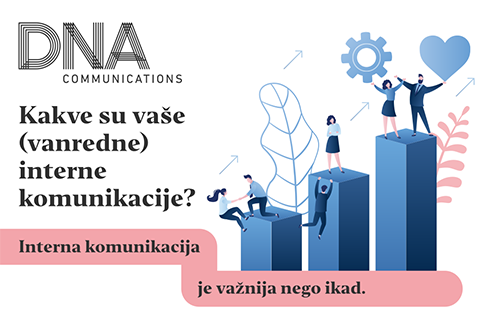 DNA
COMMUNICATIONS
Kakve su vaše
(vanredne)
interne
komunikacije?
Interna komunikacija
je važnija nego ikad.